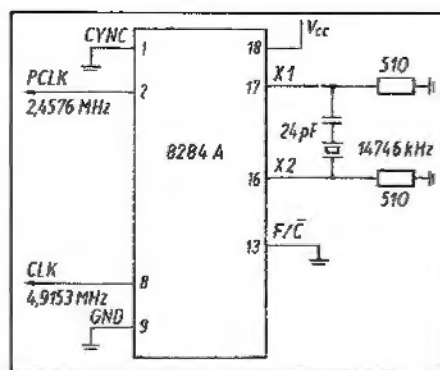 CYNC
1
18
Vcc
PCLK
2
2,4576 MHz
17
X1
510
24pF
8284 A
14746 kHz
16
X2
510
13
F/C̅
CLK
8
4,9153 MHz
GND
9